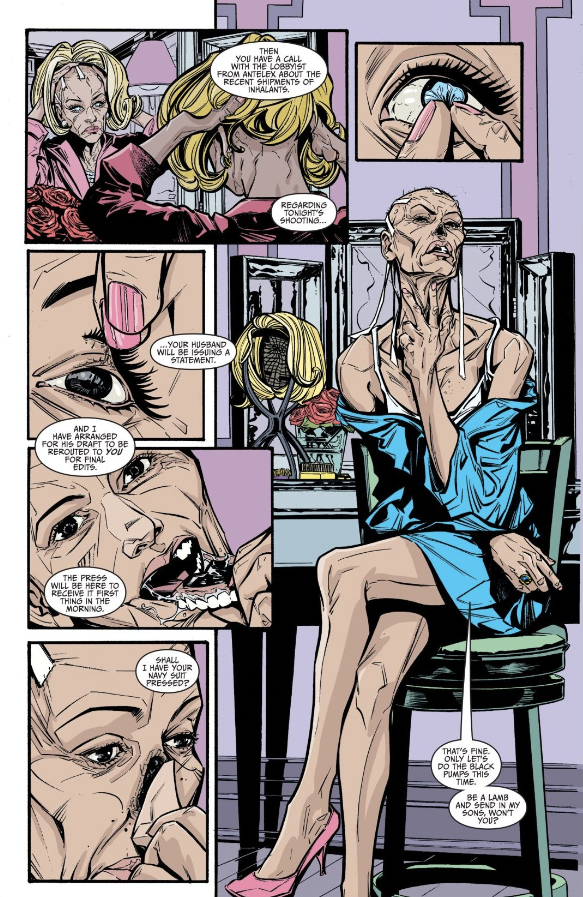 THEN
YOU HAVE A CALL
WITH THE LOBBYIST
FROM ANTELEX ABOUT THE
RECENT SHIPMENTS OF
INHALANTS.
REGARDING
TONIGHT'S
SHOOTING...
...YOUR HUSBAND
WILL BE ISSUING A
STATEMENT.
AND I
HAVE ARRANGED
FOR HIS DRAFT TO BE
REROUTED TO YOU
FOR FINAL
EDITS.
THE PRESS
WILL BE HERE TO
RECEIVE IT FIRST
THING IN THE
MORNING.
SHALL
I HAVE YOUR
NAVY SUIT
PRESSED?
THAT'S FINE.
ONLY LET'S
DO THE BLACK
PUMPS THIS
TIME.
BE A LAMB
AND SEND IN MY
SONS, WON'T
YOU?